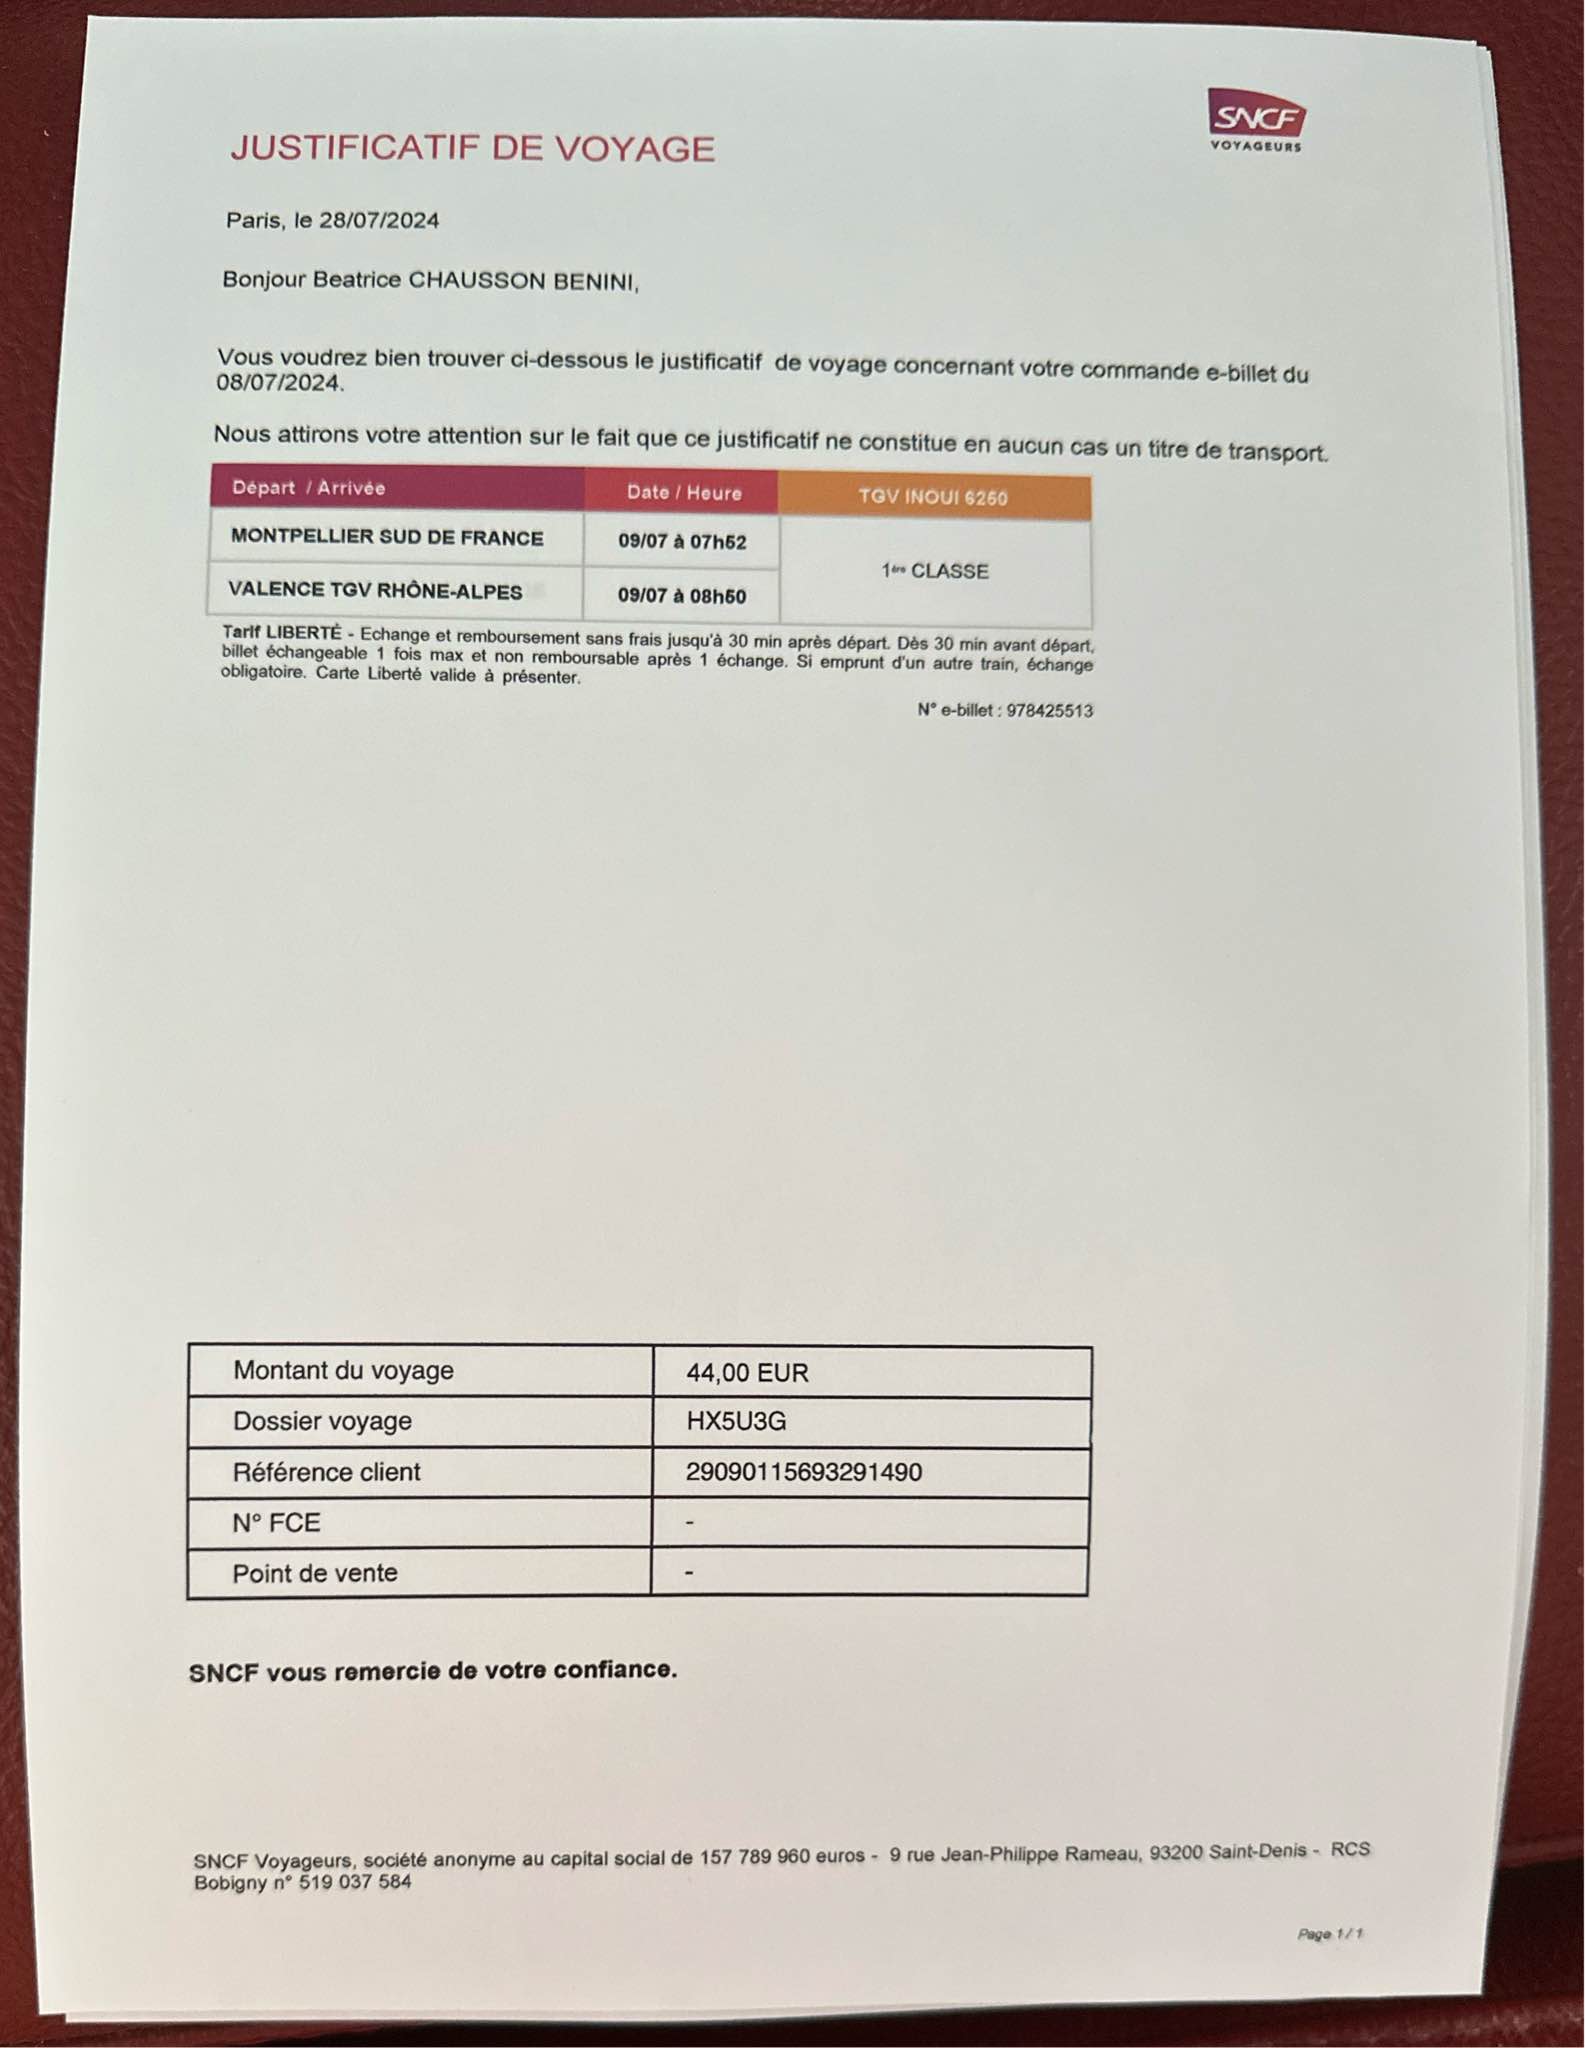 SNCF
VOYAGEURS
JUSTIFICATIF DE VOYAGE
Paris, le 28/07/2024
Bonjour Beatrice CHAUSSON BENINI,
Vous voudrez bien trouver ci-dessous le justificatif de voyage concernant votre commande e-billet du
08/07/2024.
Nous attirons votre attention sur le fait que ce justificatif ne constitue en aucun cas un titre de transport.
Départ / Arrivée Date / Heure TGV INOUI 6260
MONTPELLIER SUD DE FRANCE 09/07 à 07h52
1ère CLASSE
VALENCE TGV RHÔNE-ALPES 09/07 à 08h50
Tarif LIBERTÉ - Echange et remboursement sans frais jusqu'à 30 min après départ. Dès 30 min avant départ,
billet échangeable 1 fois max et non remboursable après 1 échange. Si emprunt d'un autre train, échange
obligatoire. Carte Liberté valide à présenter.
N° e-billet : 978425513
Montant du voyage 44,00 EUR
Dossier voyage HX5U3G
Référence client 29090115693291490
N° FCE -
Point de vente -
SNCF vous remercie de votre confiance.
SNCF Voyageurs, société anonyme au capital social de 157 789 960 euros - 9 rue Jean-Philippe Rameau, 93200 Saint-Denis - RCS
Bobigny n° 519 037 584
Page 1 / 1